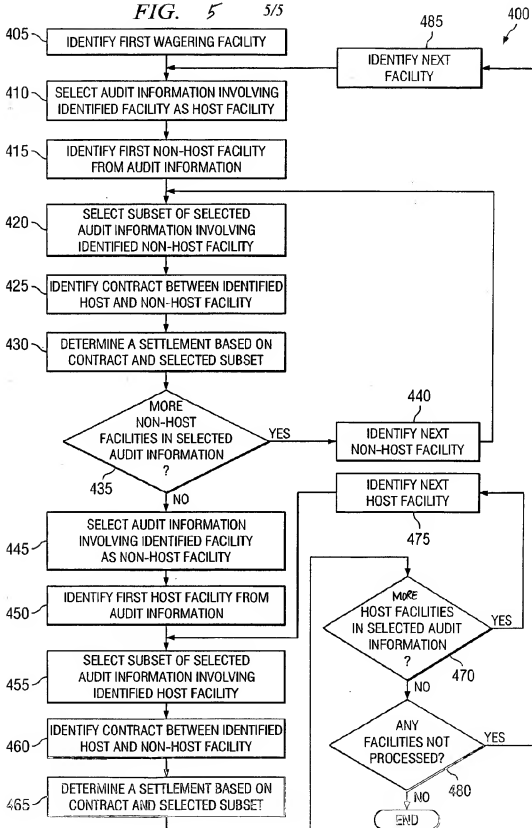 FIG. 5
5/5
400
405
IDENTIFY FIRST WAGERING FACILITY
485
IDENTIFY NEXT
FACILITY
410
SELECT AUDIT INFORMATION INVOLVING
IDENTIFIED FACILITY AS HOST FACILITY
415
IDENTIFY FIRST NON-HOST FACILITY
FROM AUDIT INFORMATION
420
SELECT SUBSET OF SELECTED
AUDIT INFORMATION INVOLVING
IDENTIFIED NON-HOST FACILITY
425
IDENTIFY CONTRACT BETWEEN IDENTIFIED
HOST AND NON-HOST FACILITY
430
DETERMINE A SETTLEMENT BASED ON
CONTRACT AND SELECTED SUBSET
MORE
NON-HOST
FACILITIES IN SELECTED
AUDIT INFORMATION
?
435
YES
NO
440
IDENTIFY NEXT
NON-HOST FACILITY
IDENTIFY NEXT
HOST FACILITY
475
445
SELECT AUDIT INFORMATION
INVOLVING IDENTIFIED FACILITY
AS NON-HOST FACILITY
450
IDENTIFY FIRST HOST FACILITY FROM
AUDIT INFORMATION
455
SELECT SUBSET OF SELECTED
AUDIT INFORMATION INVOLVING
IDENTIFIED HOST FACILITY
460
IDENTIFY CONTRACT BETWEEN IDENTIFIED
HOST AND NON-HOST FACILITY
465
DETERMINE A SETTLEMENT BASED ON
CONTRACT AND SELECTED SUBSET
MORE
HOST FACILITIES
IN SELECTED AUDIT
INFORMATION
?
470
YES
NO
ANY
FACILITIES NOT
PROCESSED?
480
YES
NO
END